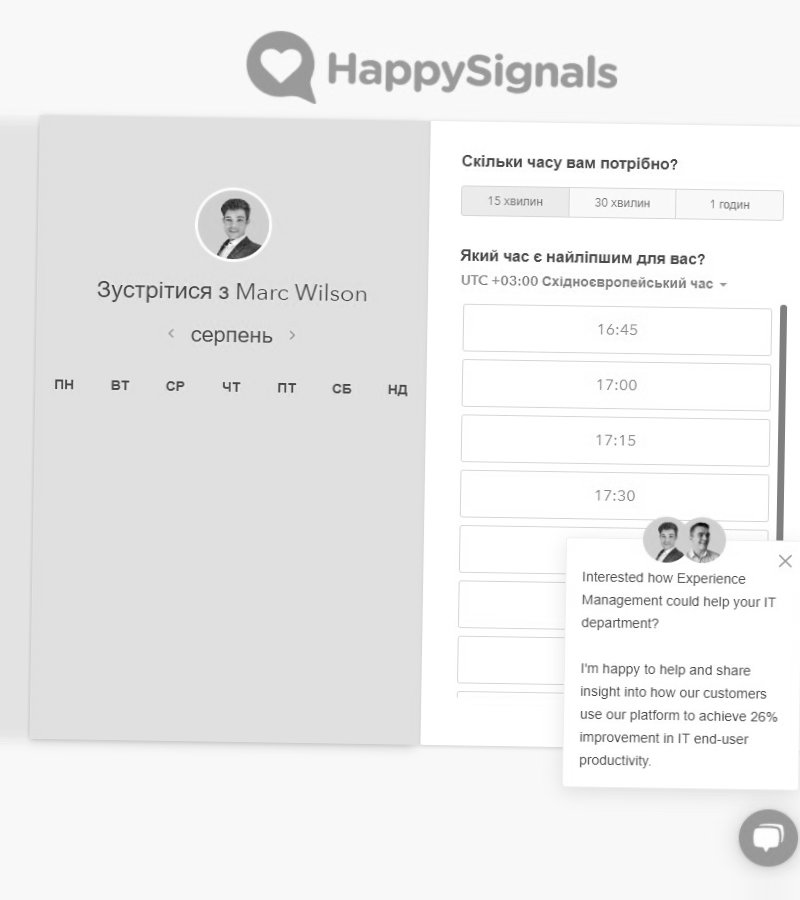 HappySignals
Зустрітися з Marc Wilson
серпень
ПН ВТ СР ЧТ ПТ СБ НД
Скільки часу вам потрібно?
15 хвилин 30 хвилин 1 годин
Який час є найліпшим для вас?
UTC +03:00 Східноєвропейський час
16:45
17:00
17:15
17:30
Interested how Experience
Management could help your IT
department?
I'm happy to help and share
insight into how our customers
use our platform to achieve 26%
improvement in IT end-user
productivity.